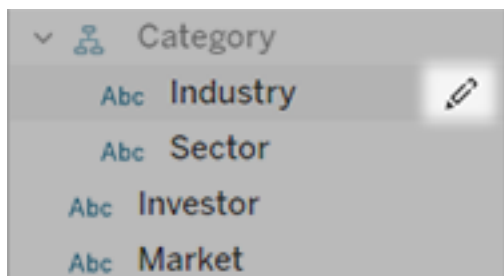 Category
Abc Industry
Abc Sector
Abc Investor
Abc Market